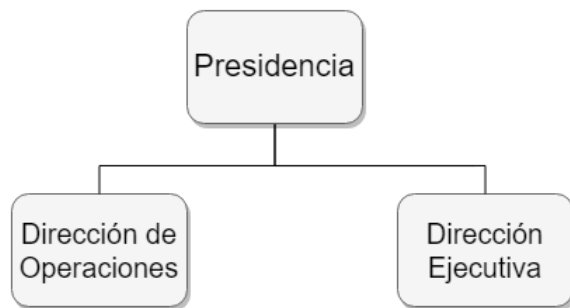 Presidencia
Dirección de
Operaciones
Dirección
Ejecutiva